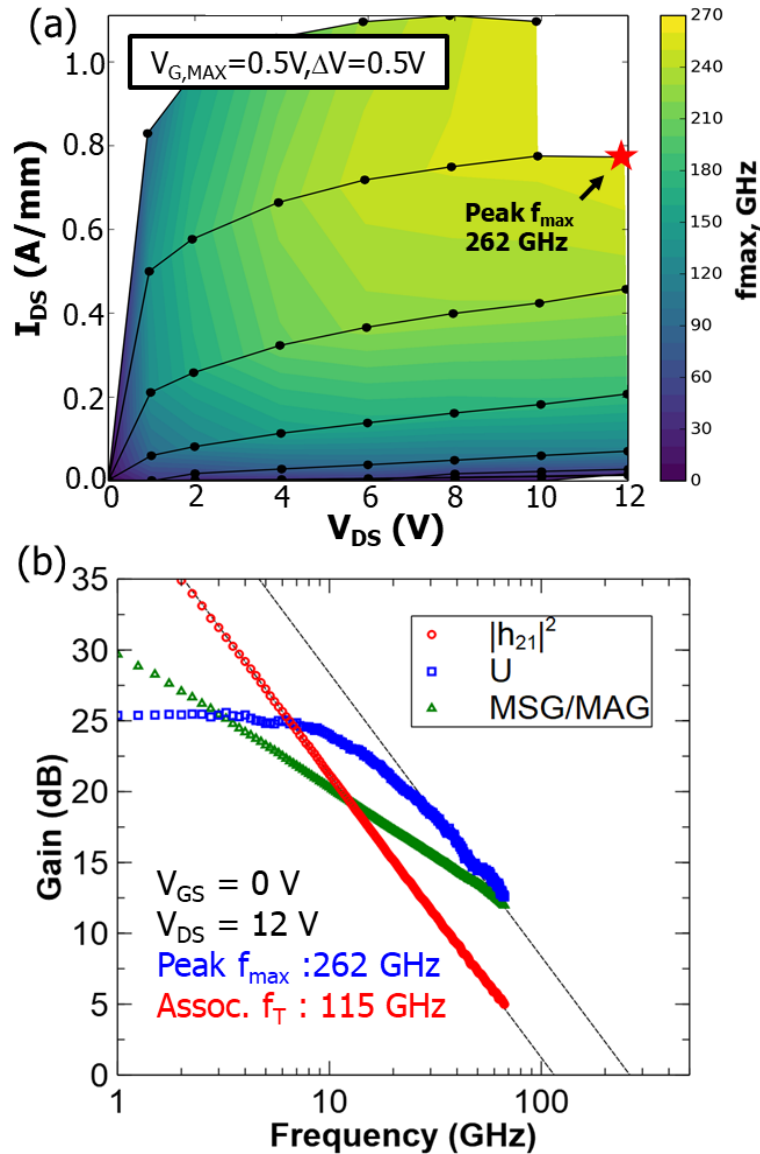 (a)
V_G,MAX=0.5V,ΔV=0.5V
1.0
0.8
0.6
0.4
0.2
0.0
I_DS (A/mm)
Peak f_max
262 GHz
0 2 4 6 8 10 12
V_DS (V)
270
240
210
180
150
120
90
60
30
0
fmax, GHz
(b)
35
30
25
20
15
10
5
0
Gain (dB)
|h_21|^2
U
MSG/MAG
V_GS = 0 V
V_DS = 12 V
Peak f_max :262 GHz
Assoc. f_T : 115 GHz
1 10 100
Frequency (GHz)